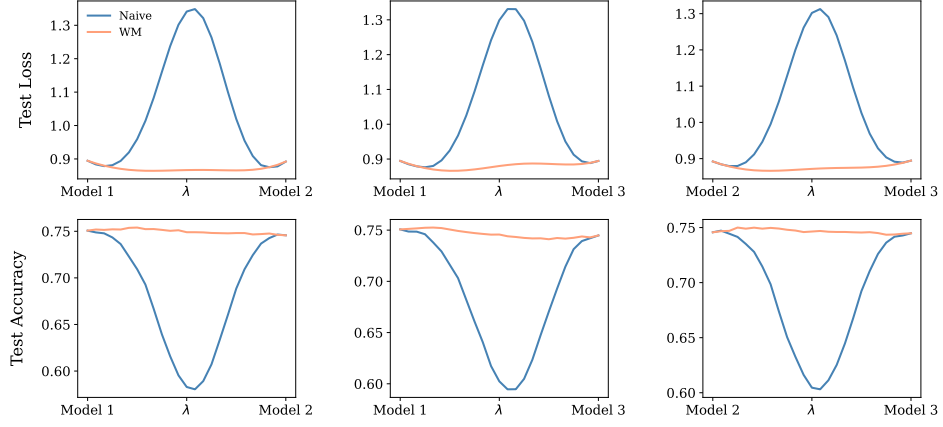 Test Loss
1.3
1.2
1.1
1.0
0.9
Naive
WM
Model 1 λ Model 2
1.3
1.2
1.1
1.0
0.9
Model 1 λ Model 3
1.3
1.2
1.1
1.0
0.9
Model 2 λ Model 3
Test Accuracy
0.75
0.70
0.65
0.60
Model 1 λ Model 2
0.75
0.70
0.65
0.60
Model 1 λ Model 3
0.75
0.70
0.65
0.60
Model 2 λ Model 3